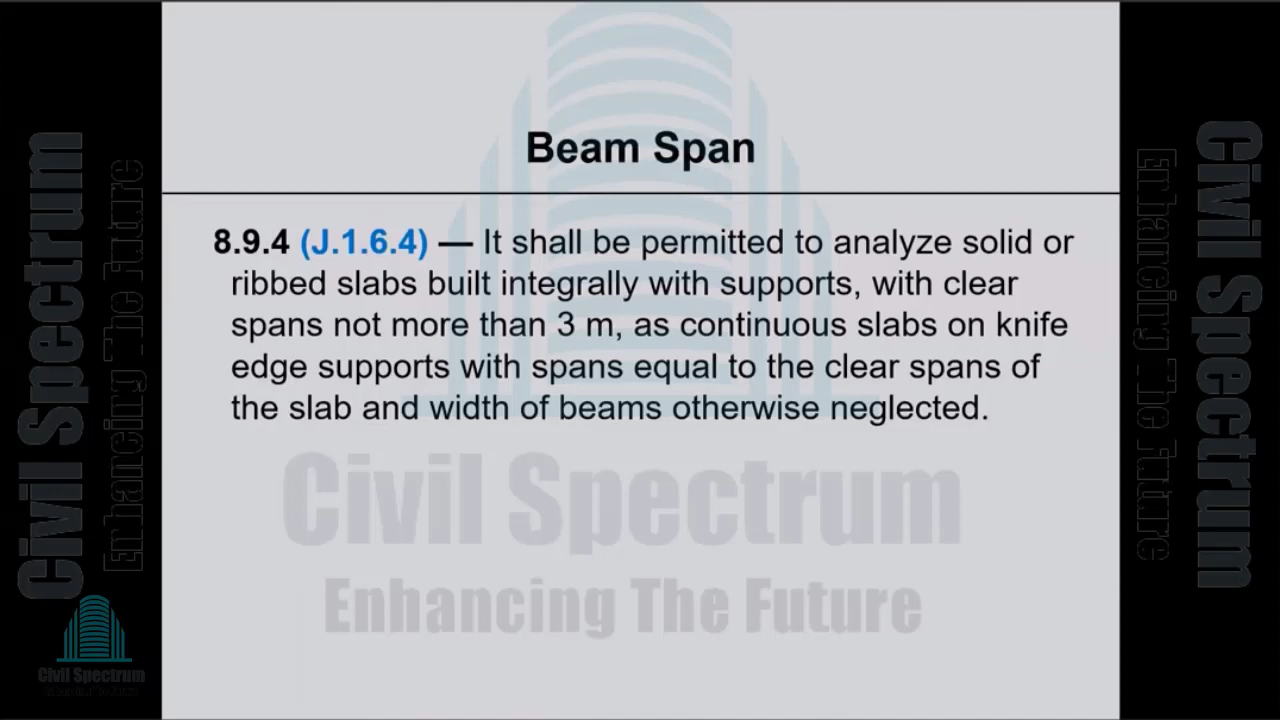 Beam Span
8.9.4 (J.1.6.4) — It shall be permitted to analyze solid or
ribbed slabs built integrally with supports, with clear
spans not more than 3 m, as continuous slabs on knife
edge supports with spans equal to the clear spans of
the slab and width of beams otherwise neglected.
Civil Spectrum
Enhancing The Future
Civil Spectrum
Enhancing The Future
Civil Spectrum
Enhancing The Future
Civil Spectrum